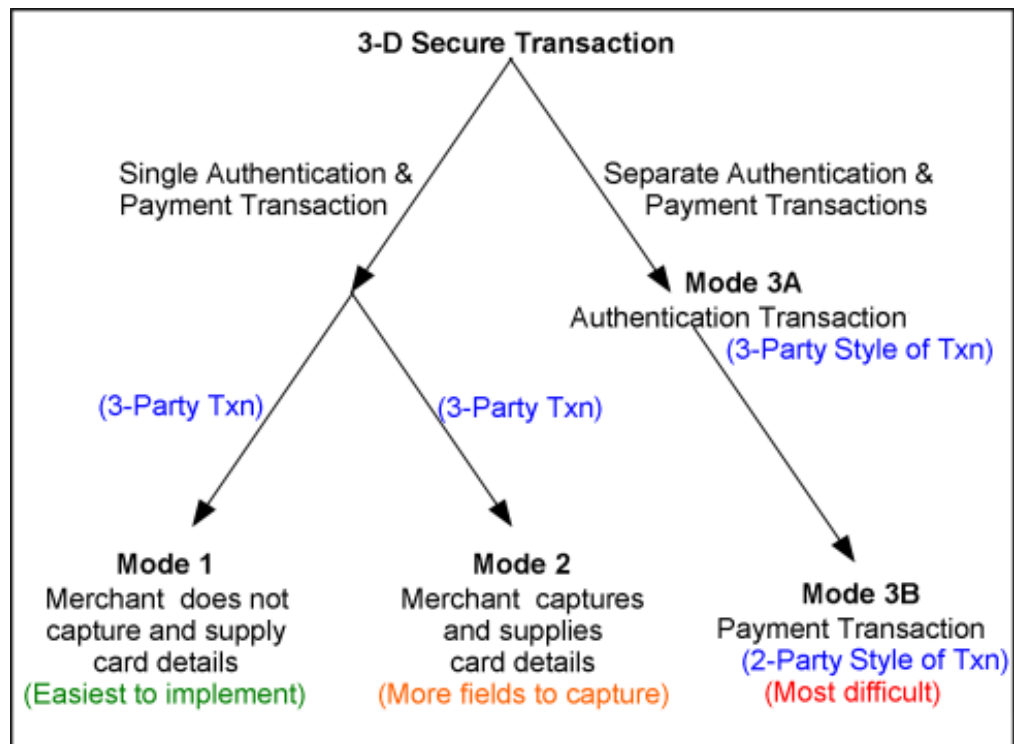 3-D Secure Transaction
Single Authentication &
Payment Transaction
Separate Authentication &
Payment Transactions
Mode 3A
Authentication Transaction
(3-Party Style of Txn)
(3-Party Txn)
(3-Party Txn)
Mode 1
Merchant does not
capture and supply
card details
(Easiest to implement)
Mode 2
Merchant captures
and supplies
card details
(More fields to capture)
Mode 3B
Payment Transaction
(2-Party Style of Txn)
(Most difficult)